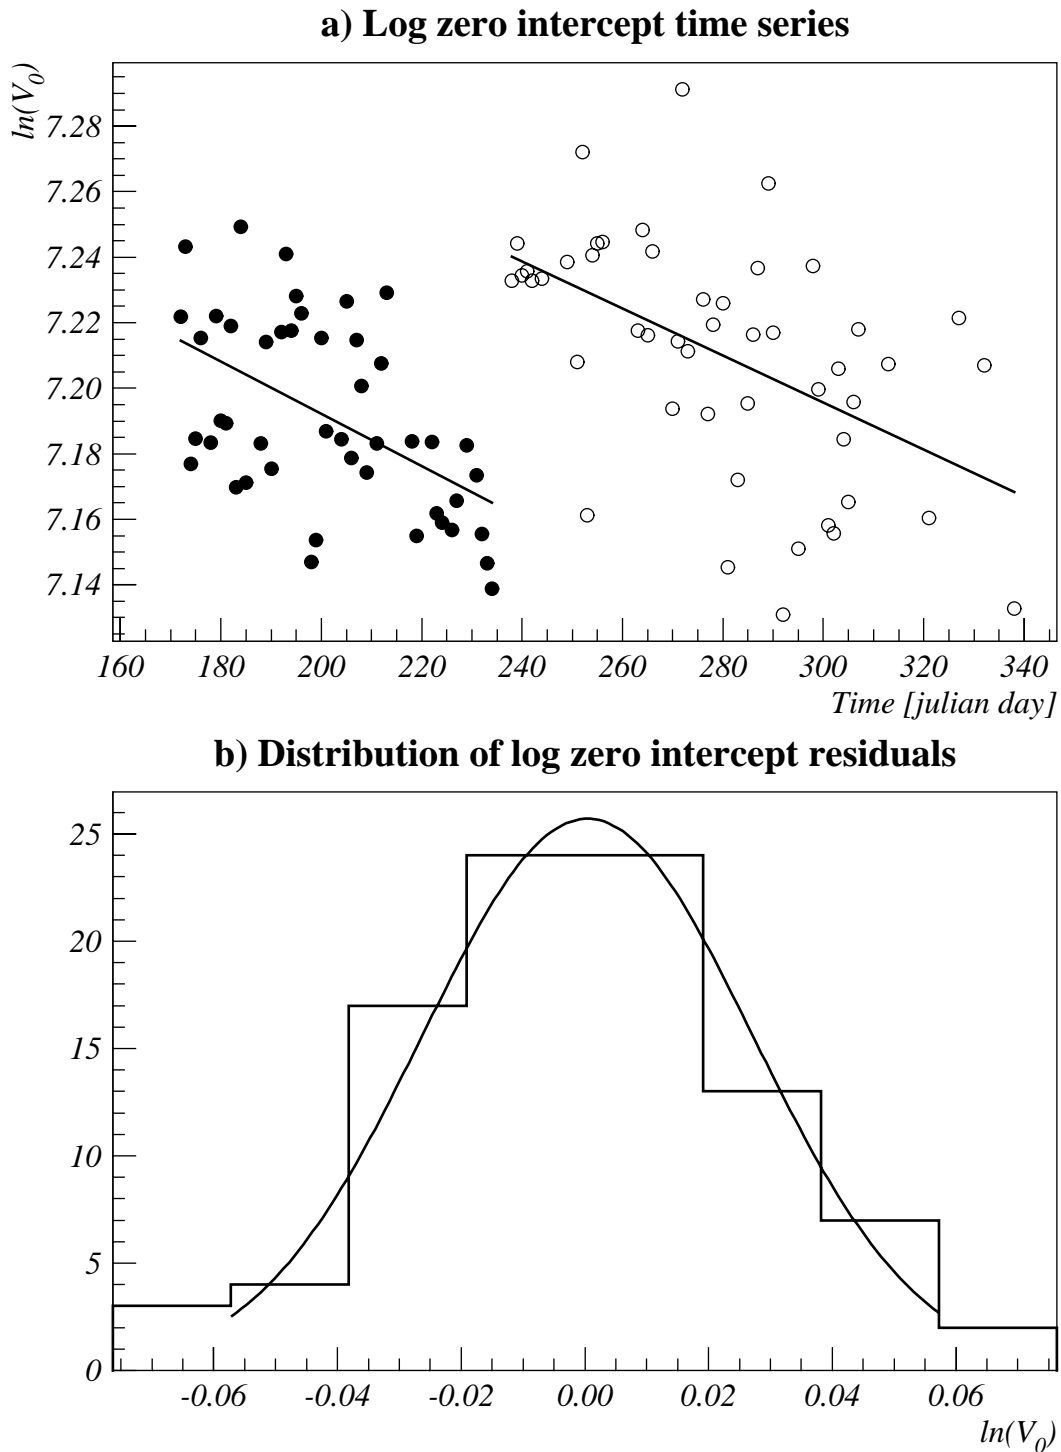 a) Log zero intercept time series
ln(V0)
7.28
7.26
7.24
7.22
7.20
7.18
7.16
7.14
160 180 200 220 240 260 280 300 320 340
Time [julian day]
b) Distribution of log zero intercept residuals
25
20
15
10
5
0
-0.06 -0.04 -0.02 0.00 0.02 0.04 0.06
ln(V0)